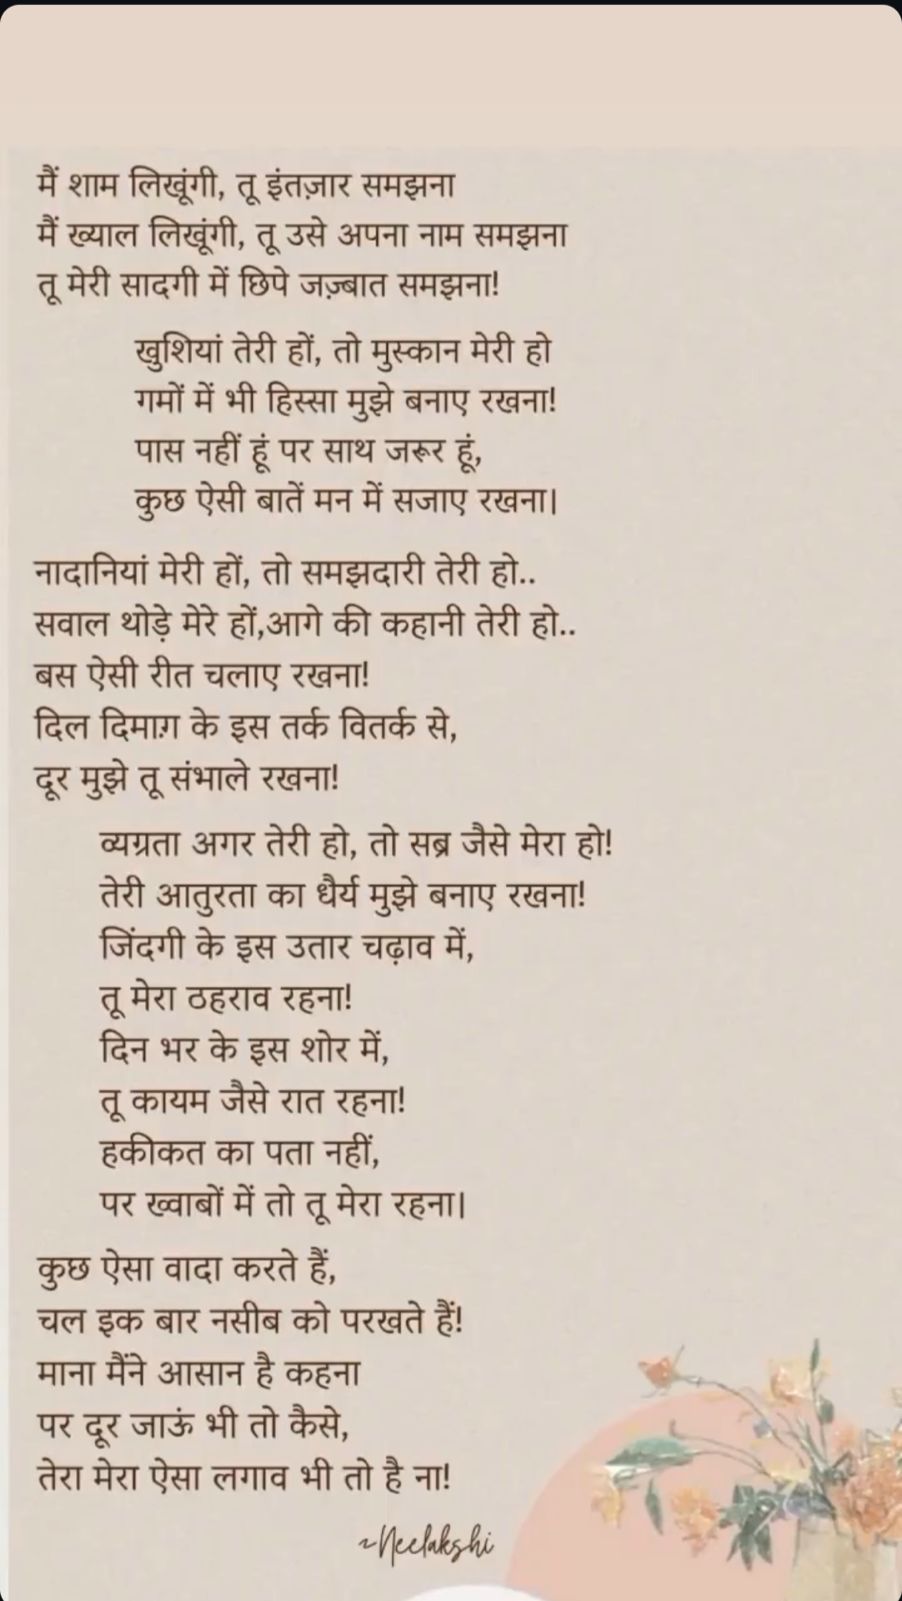 मैं शाम लिखूंगी, तू इंतज़ार समझना
मैं ख्याल लिखूंगी, तू उसे अपना नाम समझना
तू मेरी सादगी में छिपे जज़्बात समझना!
खुशियां तेरी हों, तो मुस्कान मेरी हो
गमों में भी हिस्सा मुझे बनाए रखना!
पास नहीं हूं पर साथ जरूर हूं,
कुछ ऐसी बातें मन में सजाए रखना|
नादानियां मेरी हों, तो समझदारी तेरी हो..
सवाल थोड़े मेरे हों,आगे की कहानी तेरी हो..
बस ऐसी रीत चलाए रखना!
दिल दिमाग़ के इस तर्क वितर्क से,
दूर मुझे तू संभाले रखना!
व्यग्रता अगर तेरी हो, तो सब्र जैसे मेरा हो!
तेरी आतुरता का धैर्य मुझे बनाए रखना!
जिंदगी के इस उतार चढ़ाव में,
तू मेरा ठहराव रहना!
दिन भर के इस शोर में,
तू कायम जैसे रात रहना!
हकीकत का पता नहीं,
पर ख्वाबों में तो तू मेरा रहना|
कुछ ऐसा वादा करते हैं,
चल इक बार नसीब को परखते हैं!
माना मैंने आसान है कहना
पर दूर जाऊं भी तो कैसे,
तेरा मेरा ऐसा लगाव भी तो है ना!
~Neelakshi